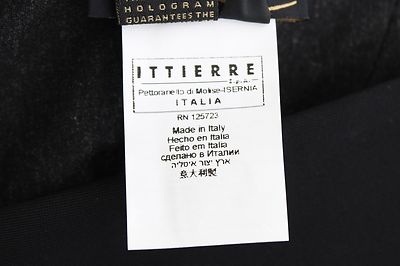 HOLOGRAM
GUARANTEES THE
ITTIERRE
S.P.A.
Pettoranello di Molise-ISERNIA
ITALIA
RN 125723
Made in Italy
Hecho en Italia
Feito em Italia
сделано в Италии
ארץ יצור איטליה
意大利製